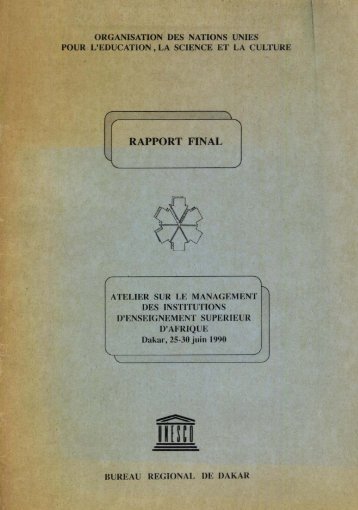 ORGANISATION DES NATIONS UNIES
POUR L'EDUCATION, LA SCIENCE ET LA CULTURE
RAPPORT FINAL
ATELIER SUR LE MANAGEMENT
DES INSTITUTIONS
D'ENSEIGNEMENT SUPERIEUR
D'AFRIQUE
Dakar, 25-30 juin 1990
UNESCO
BUREAU REGIONAL DE DAKAR